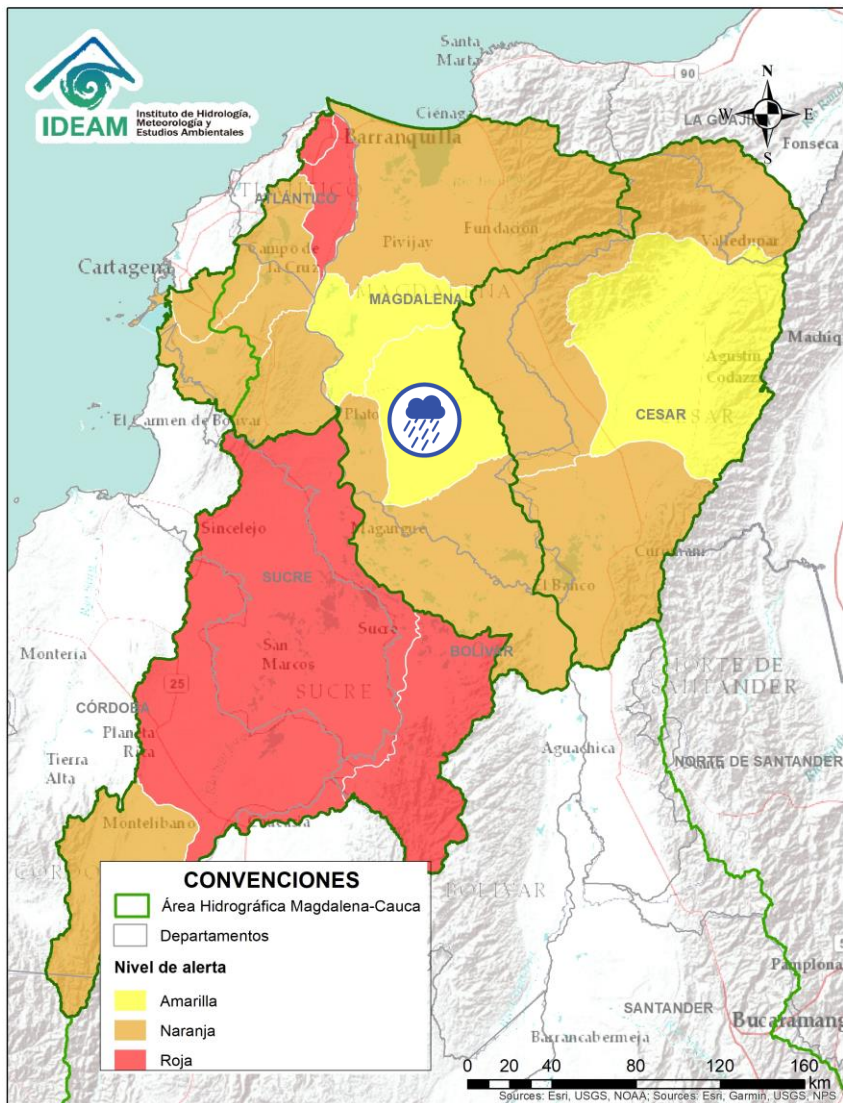 IDEAM
Instituto de Hidrología,
Meteorología y
Estudios Ambientales
Santa
Marta
90
N
W
E
S
LA GUAJIRA
Fonseca
Ciénaga
Barranquilla
ATLÁNTICO
Valledupar
Pivijay
Fundación
Campo de
la Cruz
Cartagena
MAGDALENA
Agustín
Codazzi
CESAR
El Carmen de Bolívar
Plato
Sincelejo
Magangué
SUCRE
El Banco
Sucre
San
Marcos
SUCRE
BOLÍVAR
Montería
25
NORTE DE
SANTANDER
CÓRDOBA
Planeta
Rica
Tierra
Alta
Aguachica
NORTE DE SANTANDER
Montelíbano
BOLÍVAR
CONVENCIONES
Área Hidrográfica Magdalena-Cauca
Departamentos
Nivel de alerta
Amarilla
Naranja
Roja
Pamplona
SANTANDER
Bucaramang
Barrancabermeja
0 20 40 80 120 160
km
Sources: Esri, USGS, NOAA; Sources: Esri, Garmin, USGS, NPS